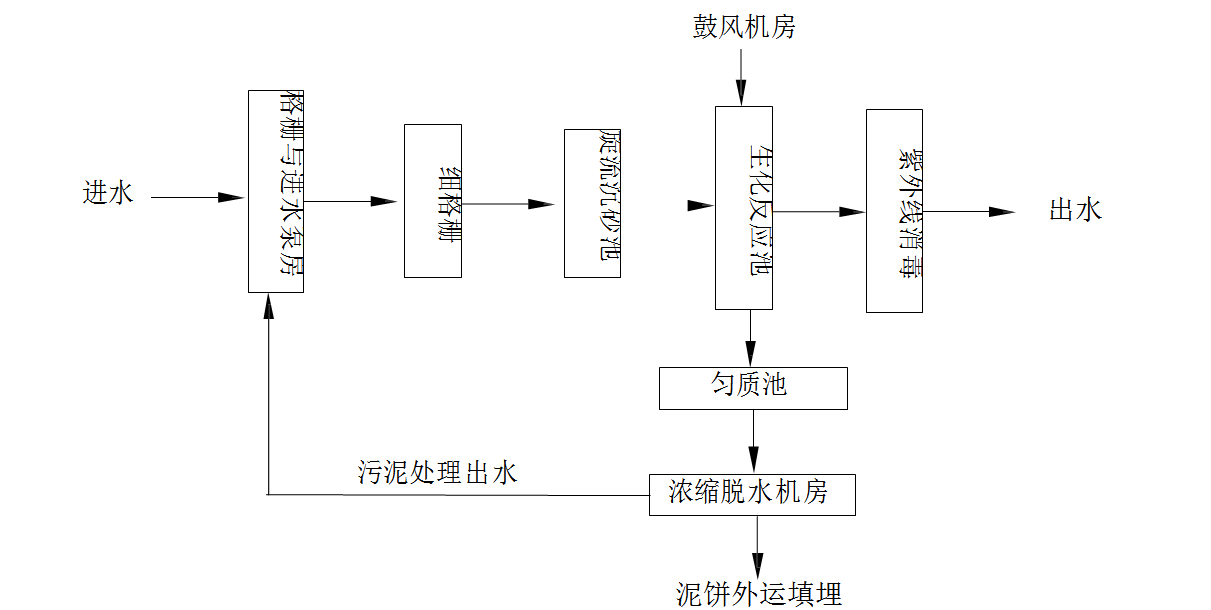 鼓风机房
进水
格栅与进水泵房
细格栅
旋流沉砂池
生化反应池
紫外线消毒
出水
匀质池
污泥处理出水
浓缩脱水机房
泥饼外运填埋